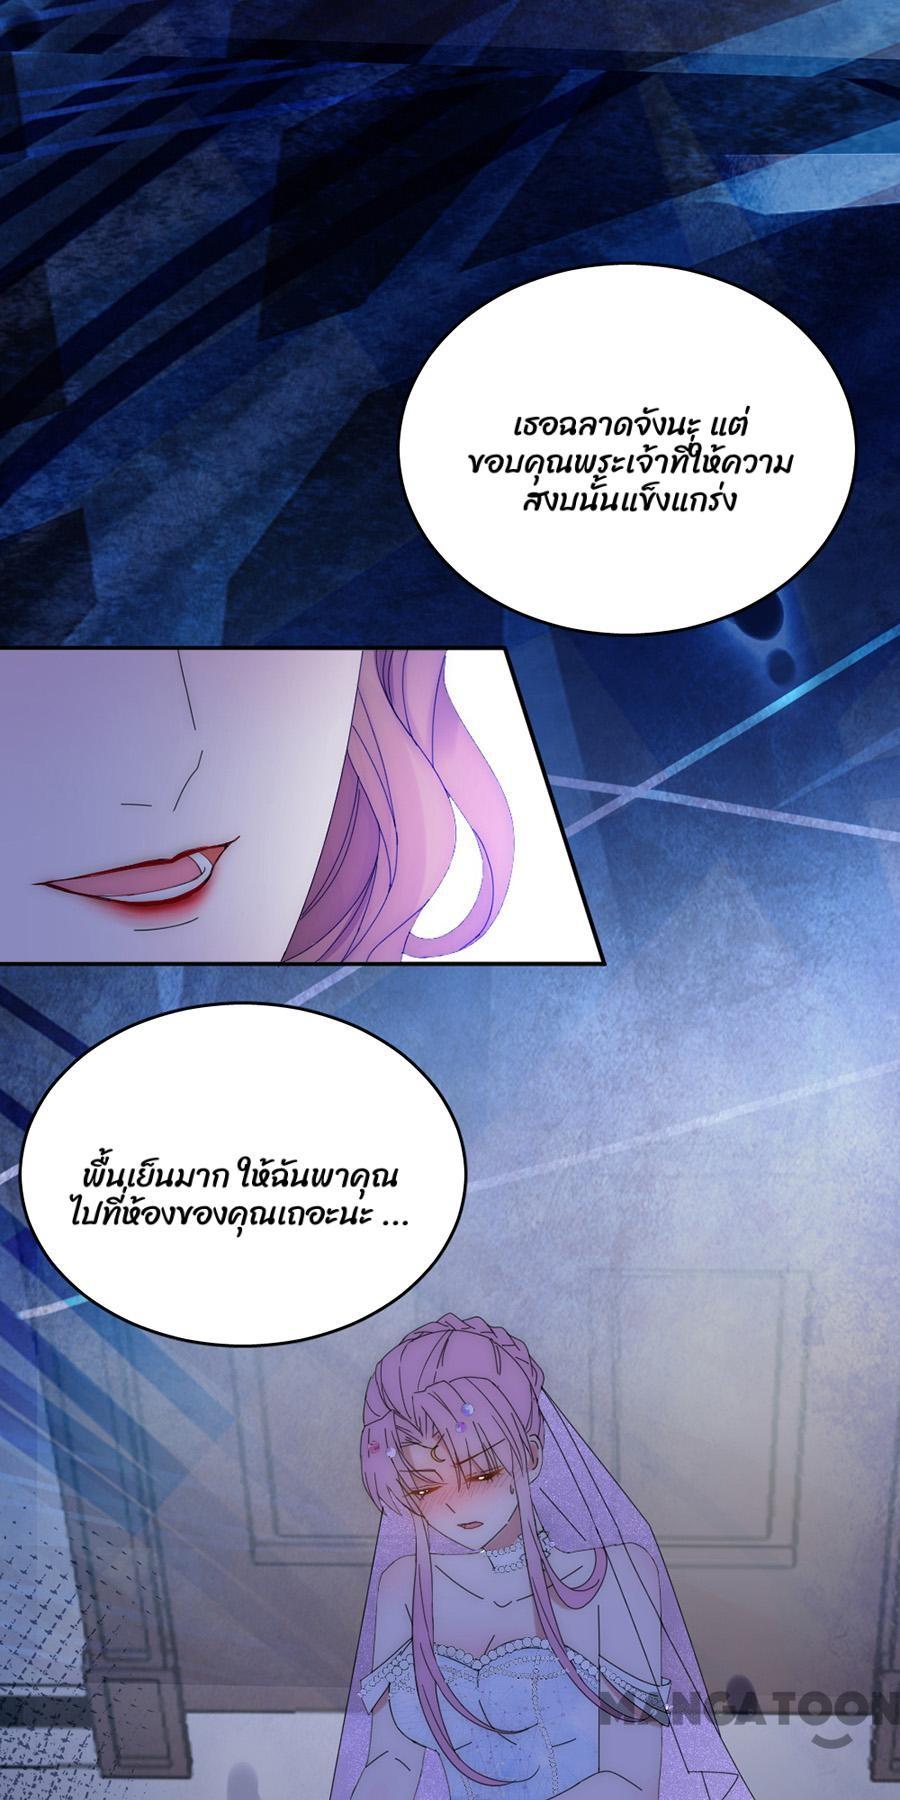 เธอฉลาดจังนะ แต่
ขอบคุณพระเจ้าที่ให้ความ
สงบนั้นแข็งแกร่ง
พื้นเย็นมาก ให้ฉันพาคุณ
ไปที่ห้องของคุณเถอะนะ ...
MANGATOON